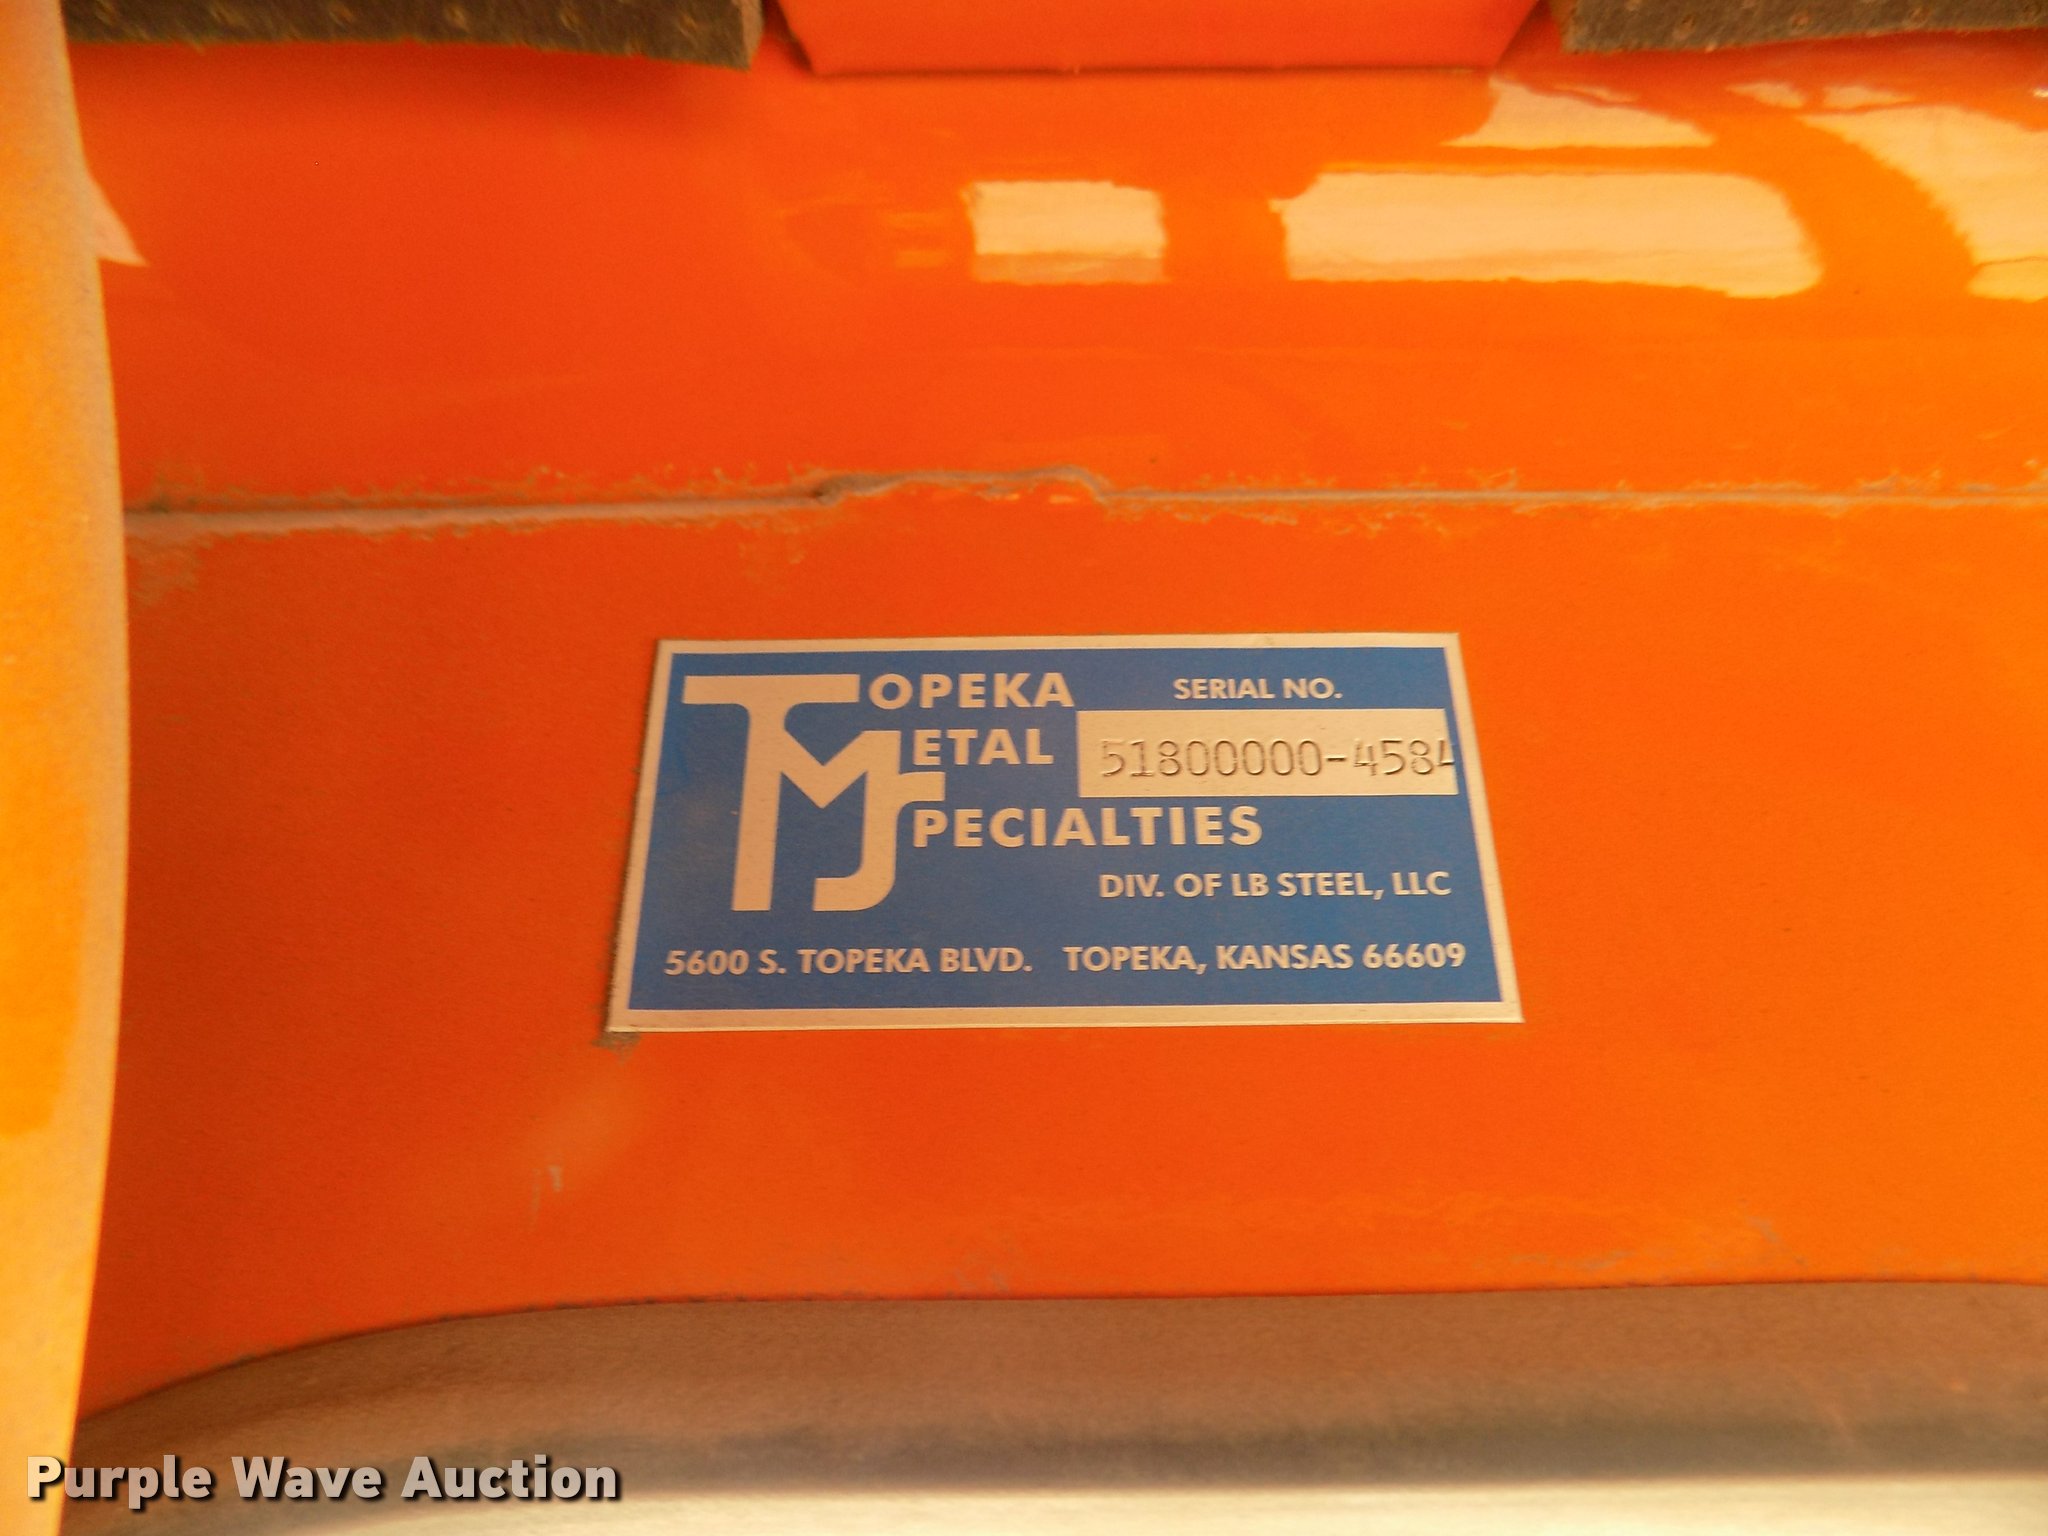 TOPEKA
METAL
SPECIALTIES
SERIAL NO.
51800000-4584
DIV. OF LB STEEL, LLC
5600 S. TOPEKA BLVD. TOPEKA, KANSAS 66609
Purple Wave Auction